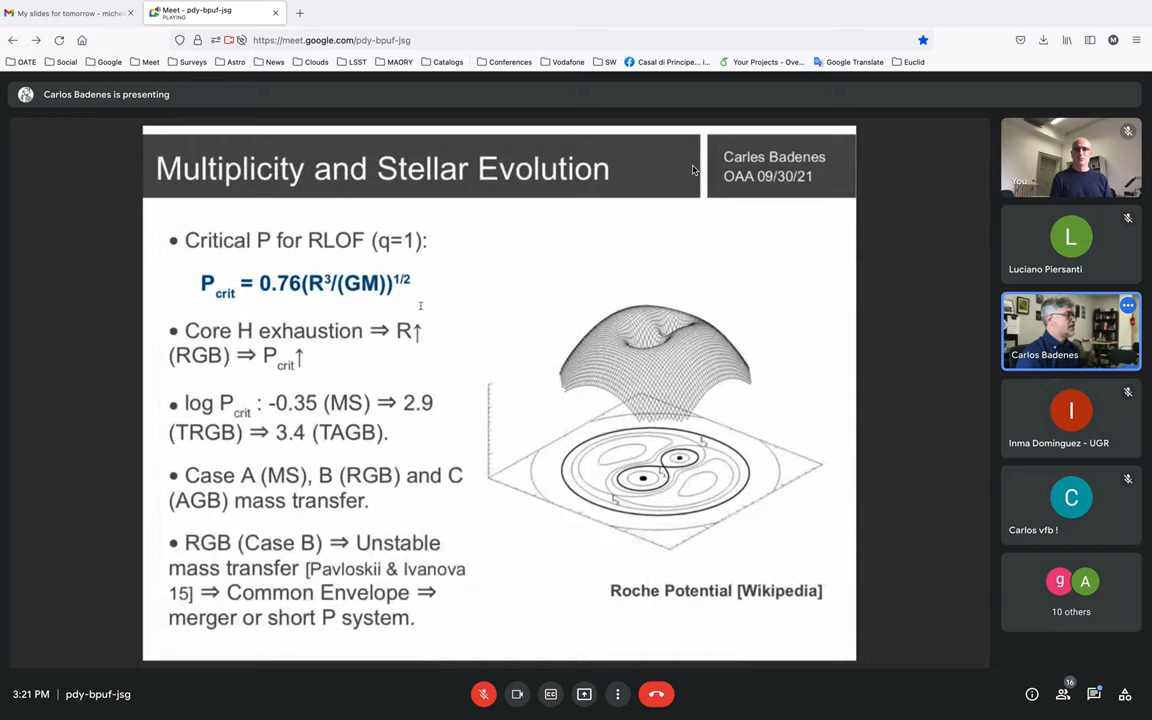 My slides for tomorrow - michel
Meet - pdy-bpuf-jsg
PLAYING
https://meet.google.com/pdy-bpuf-jsg
OATE Social Google Meet Surveys Astro News Clouds LSST MAORY Catalogs Conferences Vodafone SW Casal di Principe... i... Your Projects - Ove... Google Translate Euclid
Carlos Badenes is presenting
Multiplicity and Stellar Evolution
Carles Badenes
OAA 09/30/21
• Critical P for RLOF (q=1):
Pcrit = 0.76(R³/(GM))¹/²
• Core H exhaustion ⇒ R↑
(RGB) ⇒ Pcrit↑
• log Pcrit : -0.35 (MS) ⇒ 2.9
(TRGB) ⇒ 3.4 (TAGB).
• Case A (MS), B (RGB) and C
(AGB) mass transfer.
• RGB (Case B) ⇒ Unstable
mass transfer [Pavloskii & Ivanova
15] ⇒ Common Envelope ⇒
merger or short P system.
Roche Potential [Wikipedia]
You
L
Luciano Piersanti
Carlos Badenes
I
Inma Dominguez - UGR
C
Carlos vfb !
g A
10 others
3:21 PM | pdy-bpuf-jsg
16